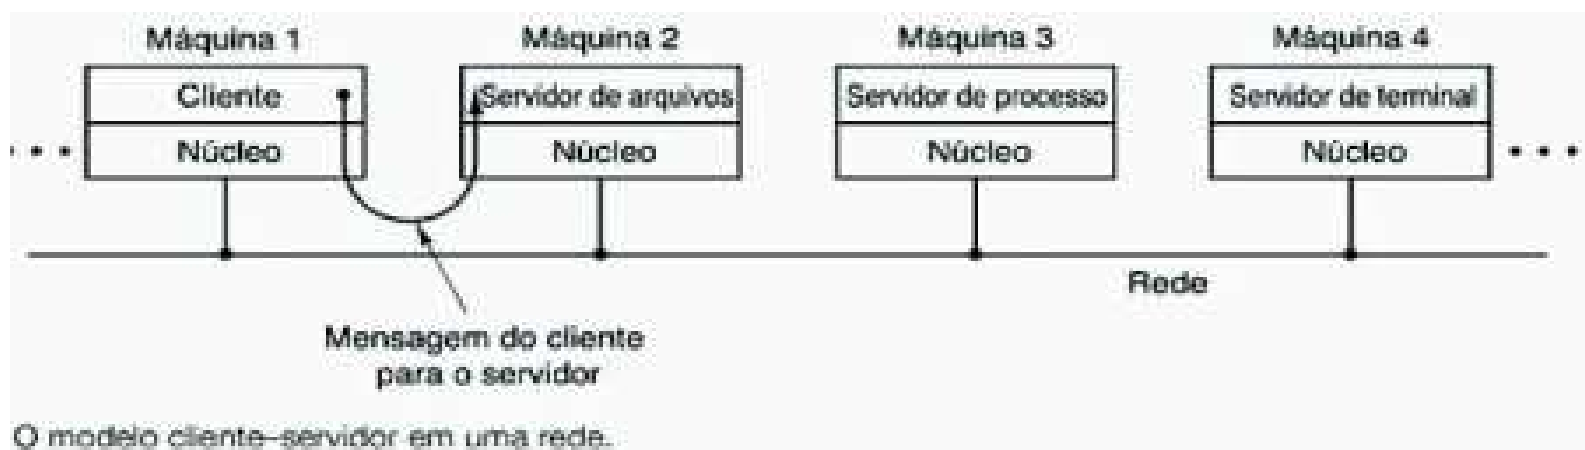 Máquina 1
Máquina 2
Máquina 3
Máquina 4
Cliente
Servidor de arquivos
Servidor de processo
Servidor de terminal
Núcleo
Núcleo
Núcleo
Núcleo
Rede
Mensagem do cliente
para o servidor
O modelo cliente-servidor em uma rede.